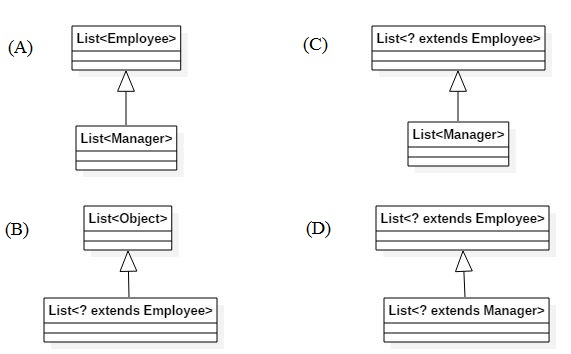 (A)
List<Employee>
List<Manager>
(B)
List<Object>
List<? extends Employee>
(C)
List<? extends Employee>
List<Manager>
(D)
List<? extends Employee>
List<? extends Manager>